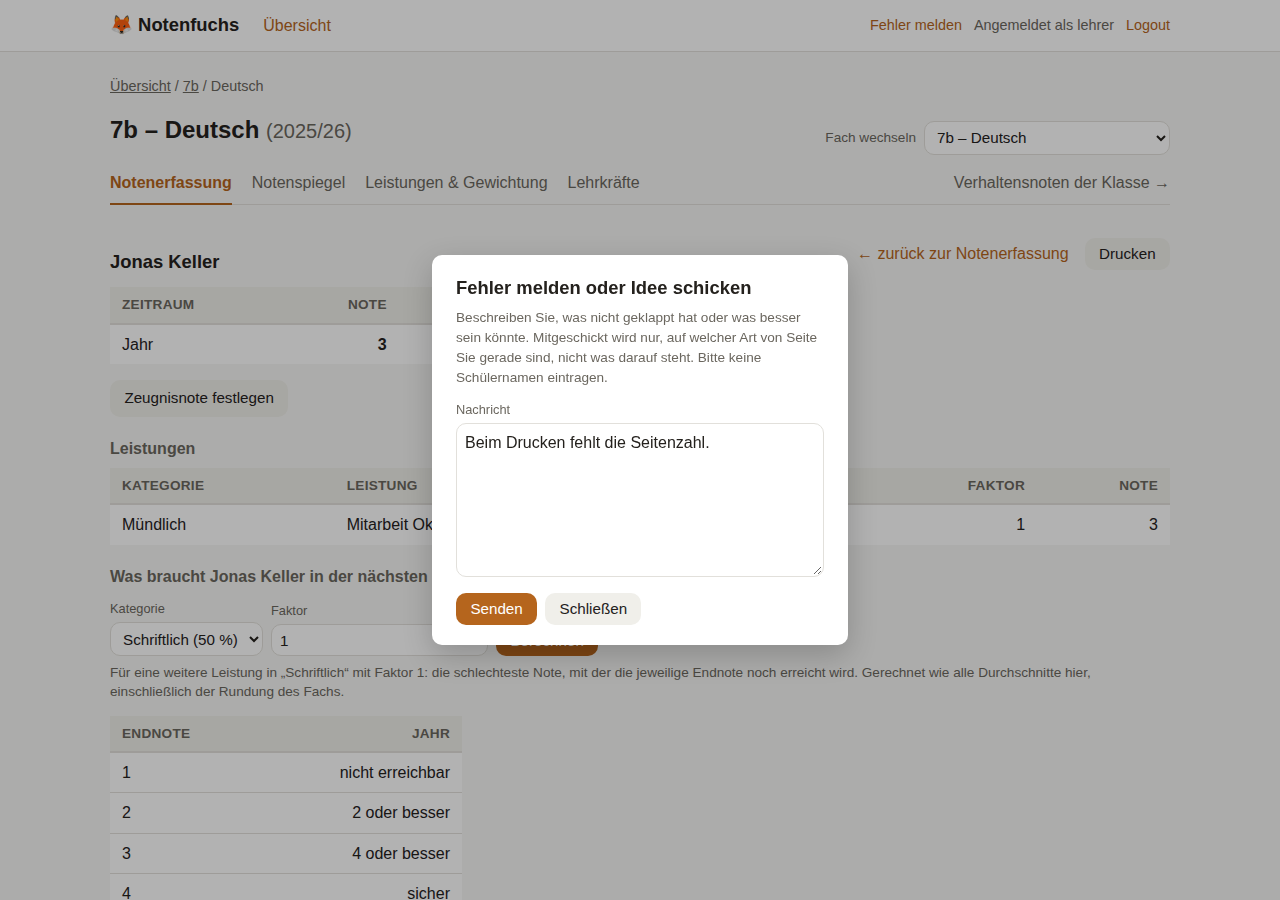 🦊 Notenfuchs Übersicht Fehler melden Angemeldet als lehrer Logout
Übersicht / 7b / Deutsch
7b – Deutsch (2025/26)
Fach wechseln 7b – Deutsch
Notenerfassung Notenspiegel Leistungen & Gewichtung Lehrkräfte Verhaltensnoten der Klasse →
Jonas Keller
← zurück zur Notenerfassung Drucken
ZEITRAUM NOTE
Jahr 3
Zeugnisnote festlegen
Leistungen
KATEGORIE LEISTUNG FAKTOR NOTE
Mündlich Mitarbeit Ok 1 3
Was braucht Jonas Keller in der nächsten
Kategorie Faktor
Schriftlich (50 %) 1
Für eine weitere Leistung in „Schriftlich“ mit Faktor 1: die schlechteste Note, mit der die jeweilige Endnote noch erreicht wird. Gerechnet wie alle Durchschnitte hier,
einschließlich der Rundung des Fachs.
ENDNOTE JAHR
1 nicht erreichbar
2 2 oder besser
3 4 oder besser
4 sicher
Fehler melden oder Idee schicken
Beschreiben Sie, was nicht geklappt hat oder was besser
sein könnte. Mitgeschickt wird nur, auf welcher Art von Seite
Sie gerade sind, nicht was darauf steht. Bitte keine
Schülernamen eintragen.
Nachricht
Beim Drucken fehlt die Seitenzahl.
Senden Schließen